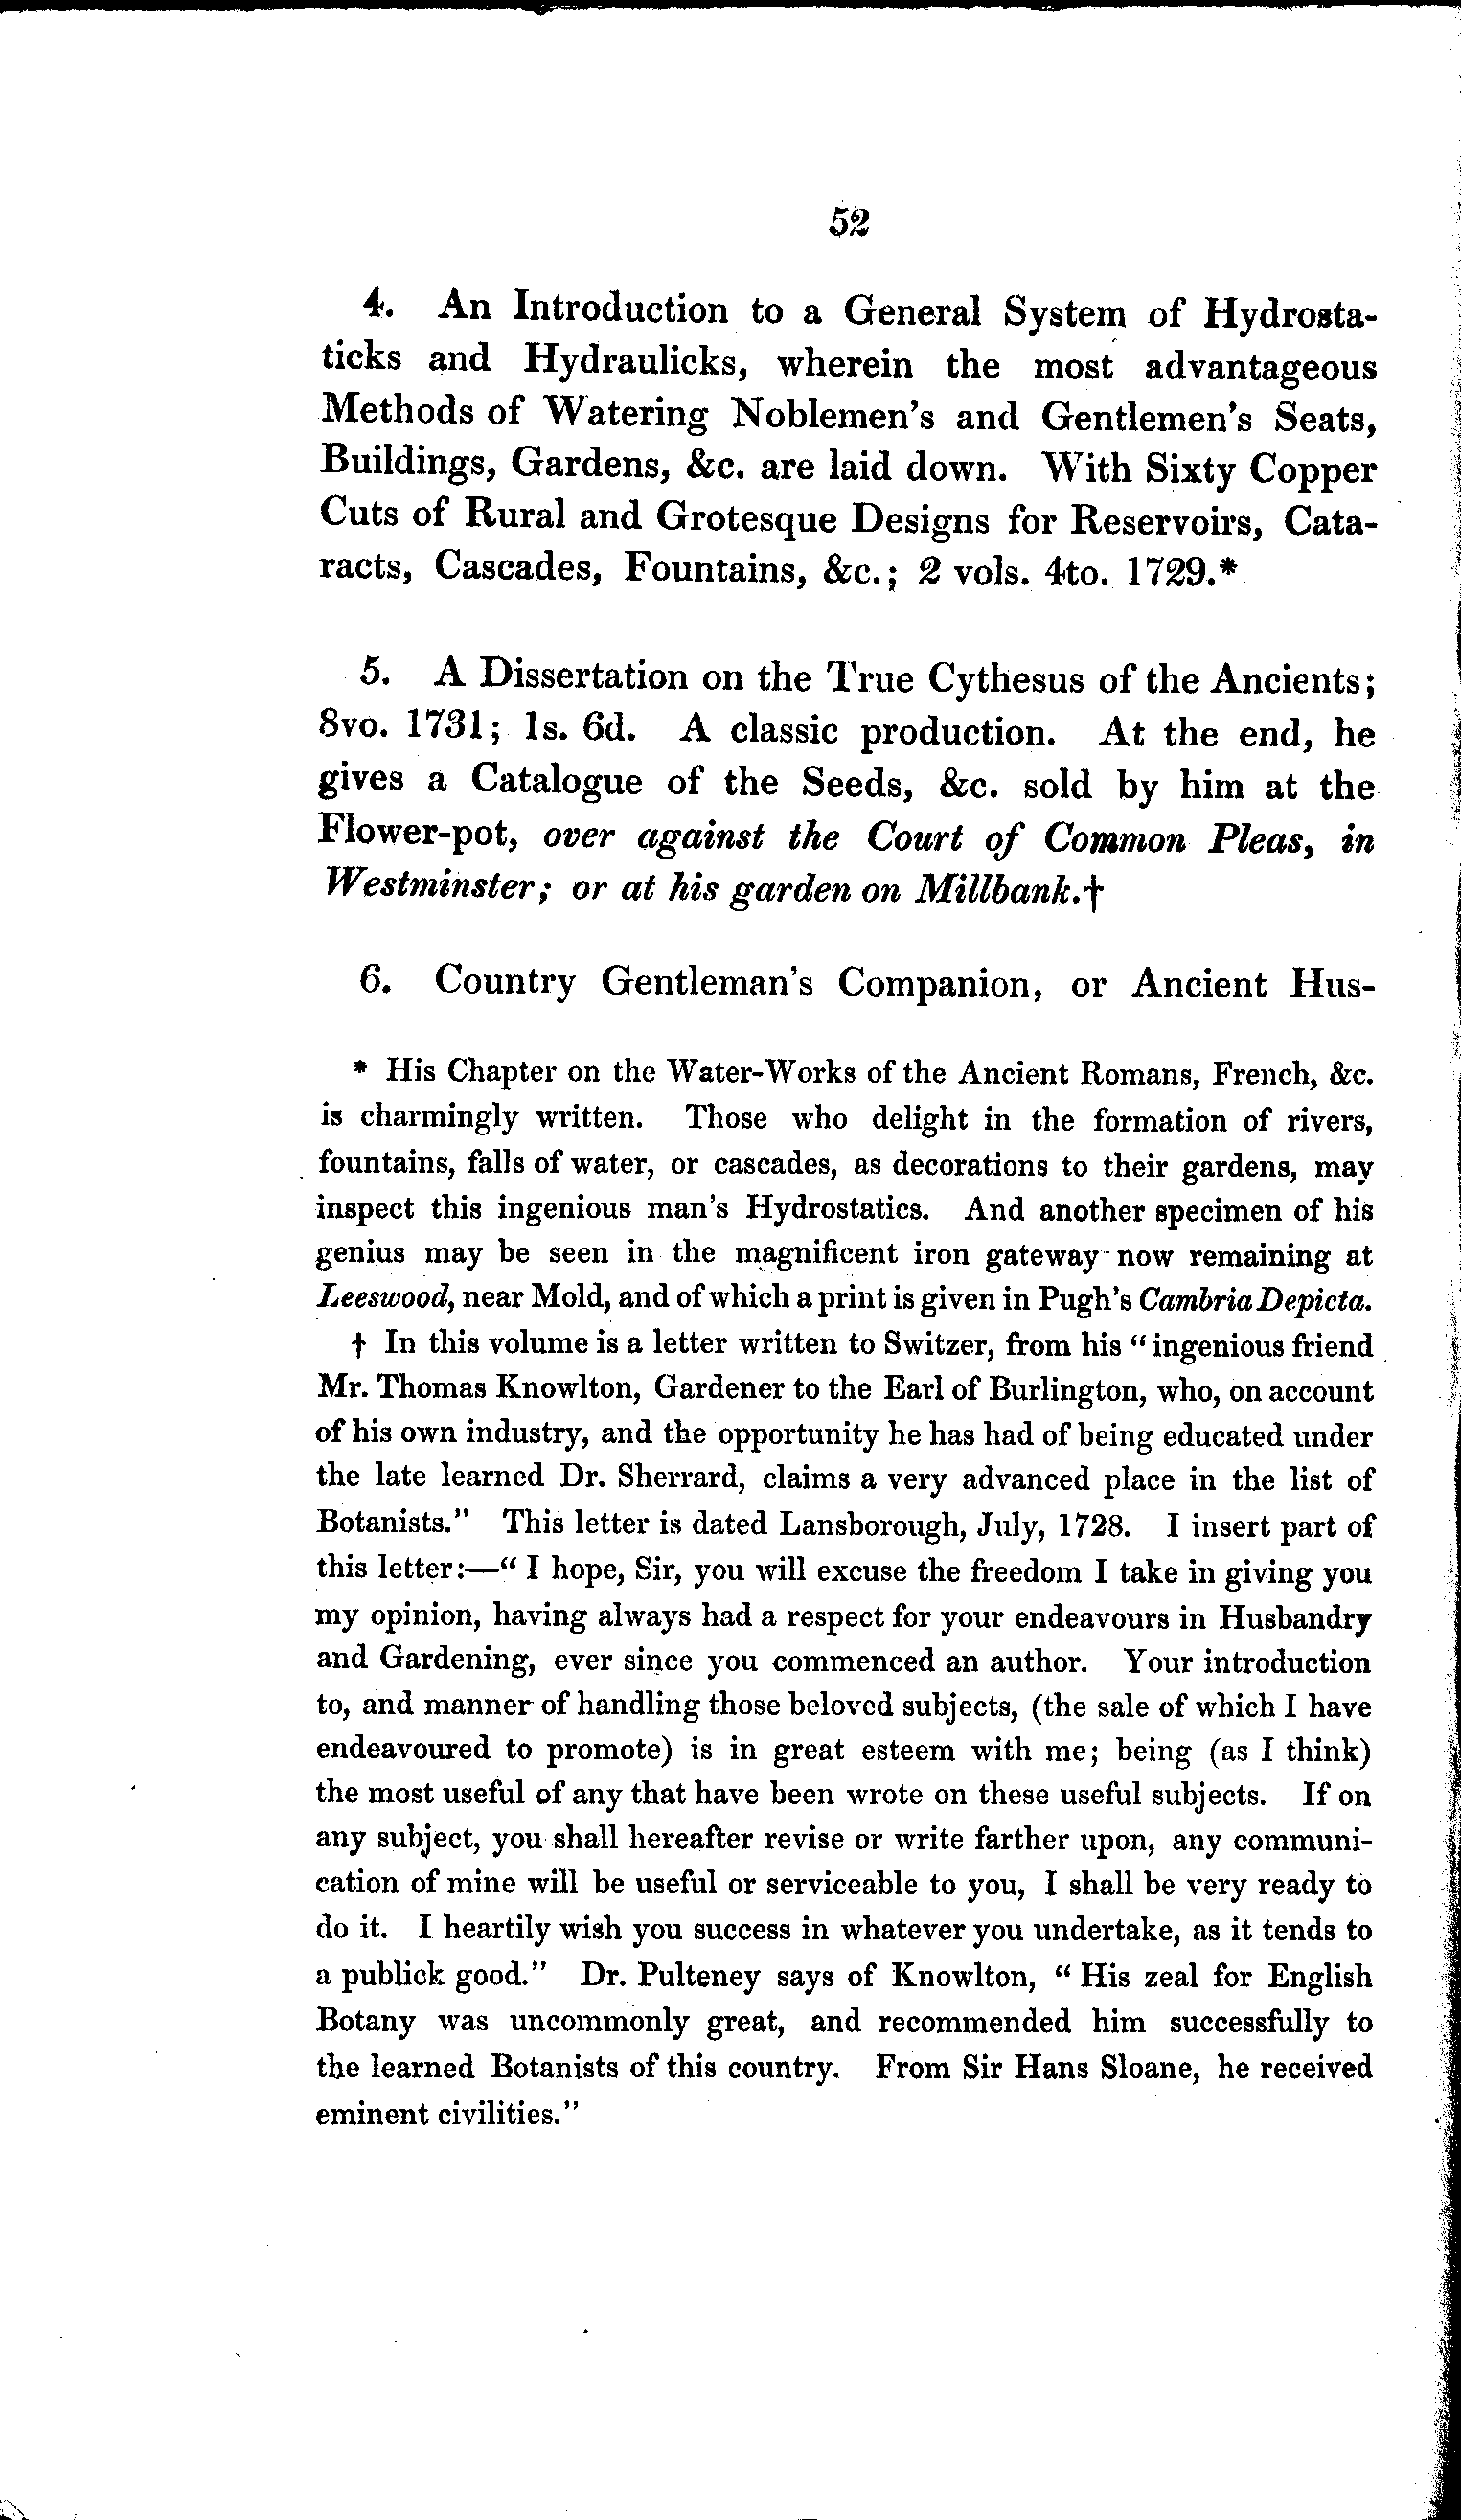 52
4. An Introduction to a General System of Hydrosta-
ticks and Hydraulicks, wherein the most advantageous
Methods of Watering Noblemen's and Gentlemen's Seats,
Buildings, Gardens, &c. are laid down. With Sixty Copper
Cuts of Rural and Grotesque Designs for Reservoirs, Cata-
racts, Cascades, Fountains, &c.; 2 vols. 4to. 1729.*
5. A Dissertation on the True Cythesus of the Ancients;
8vo. 1731; 1s. 6d. A classic production. At the end, he
gives a Catalogue of the Seeds, &c. sold by him at the
Flower-pot, over against the Court of Common Pleas, in
Westminster; or at his garden on Millbank.†
6. Country Gentleman's Companion, or Ancient Hus-
* His Chapter on the Water-Works of the Ancient Romans, French, &c.
is charmingly written. Those who delight in the formation of rivers,
fountains, falls of water, or cascades, as decorations to their gardens, may
inspect this ingenious man's Hydrostatics. And another specimen of his
genius may be seen in the magnificent iron gateway now remaining at
Leeswood, near Mold, and of which a print is given in Pugh's Cambria Depicta.
† In this volume is a letter written to Switzer, from his "ingenious friend
Mr. Thomas Knowlton, Gardener to the Earl of Burlington, who, on account
of his own industry, and the opportunity he has had of being educated under
the late learned Dr. Sherrard, claims a very advanced place in the list of
Botanists." This letter is dated Lansborough, July, 1728. I insert part of
this letter:—"I hope, Sir, you will excuse the freedom I take in giving you
my opinion, having always had a respect for your endeavours in Husbandry
and Gardening, ever since you commenced an author. Your introduction
to, and manner of handling those beloved subjects, (the sale of which I have
endeavoured to promote) is in great esteem with me; being (as I think)
the most useful of any that have been wrote on these useful subjects. If on
any subject, you shall hereafter revise or write farther upon, any communi-
cation of mine will be useful or serviceable to you, I shall be very ready to
do it. I heartily wish you success in whatever you undertake, as it tends to
a publick good." Dr. Pulteney says of Knowlton, "His zeal for English
Botany was uncommonly great, and recommended him successfully to
the learned Botanists of this country. From Sir Hans Sloane, he received
eminent civilities."